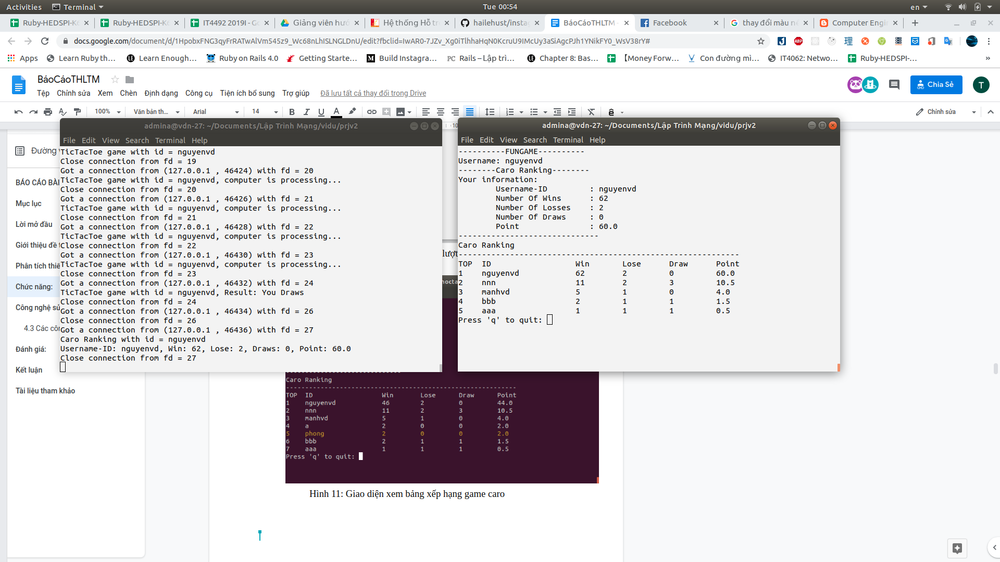 Activities Terminal Tue 00:54 en
Ruby-HEDSPI-K6 Ruby-HEDSPI-K6 IT4492 2019I - Go Giảng viên hướ Hệ thống Hỗ tr hailehust/insta BáoCáoTHLTM - Facebook thay đổi màu nề Computer Engi
docs.google.com/document/d/1HpobxFNG3qyFrRATwAlVm545z9_Wc68nLhISLNGLDnU/edit?fbclid=IwAR0-7JZv_Xg0iTlhhaHqN0KcruU9IMcUy3aSiAgcPJh1YNikFY0_WsV38rY#
Apps Learn Ruby th... Learn Enough... Ruby on Rails 4.0 Getting Starte... Build Instagra... Rails – Lập trì... Chapter 8: Bas... 【Money Forw... Con đường mì... IT4062: Netwo... Ruby-HEDSPI-... »
BáoCáoTHLTM
Chia Sẻ T
Tệp Chỉnh sửa Xem Chèn Định dạng Công cụ Tiện ích bổ sung Trợ giúp Đã lưu tất cả thay đổi trong Drive
100% Văn bản th... Arial 14 B I U A Chỉnh sửa
Đường
BÁO CÁO BÀI
Mục lục
Lời mở đầu
Giới thiệu đề t
Phân tích thiế
Chức năng:
Công nghệ sử
4.3 Các côn
Đánh giá:
Kết luận
Tài liệu tham khảo
admina@vdn-27: ~/Documents/Lập Trình Mạng/vidu/prjv2
File Edit View Search Terminal Help
TicTacToe game with id = nguyenvd
Close connection from fd = 19
Got a connection from (127.0.0.1 , 46424) with fd = 20
TicTacToe game with id = nguyenvd, computer is processing...
Close connection from fd = 20
Got a connection from (127.0.0.1 , 46426) with fd = 21
TicTacToe game with id = nguyenvd, computer is processing...
Close connection from fd = 21
Got a connection from (127.0.0.1 , 46428) with fd = 22
TicTacToe game with id = nguyenvd, computer is processing...
Close connection from fd = 22
Got a connection from (127.0.0.1 , 46430) with fd = 23
TicTacToe game with id = nguyenvd, computer is processing...
Close connection from fd = 23
Got a connection from (127.0.0.1 , 46432) with fd = 24
TicTacToe game with id = nguyenvd, Result: You Draws
Close connection from fd = 24
Got a connection from (127.0.0.1 , 46434) with fd = 26
Close connection from fd = 26
Got a connection from (127.0.0.1 , 46436) with fd = 27
Caro Ranking with id = nguyenvd
Username-ID: nguyenvd, Win: 62, Lose: 2, Draws: 0, Point: 60.0
Close connection from fd = 27
lượt
nocta
admina@vdn-27: ~/Documents/Lập Trình Mạng/vidu/prjv2
File Edit View Search Terminal Help
----------FUNGAME----------
Username: nguyenvd
--------Caro Ranking--------
Your information:
Username-ID : nguyenvd
Number Of Wins : 62
Number Of Losses : 2
Number Of Draws : 0
Point : 60.0
------------------------------
Caro Ranking
------------------------------------------------------------
TOP ID Win Lose Draw Point
1 nguyenvd 62 2 0 60.0
2 nnn 11 2 3 10.5
3 manhvd 5 1 0 4.0
4 bbb 2 1 1 1.5
5 aaa 1 1 1 0.5
Press 'q' to quit:
Caro Ranking
------------------------------------------------------------
TOP ID Win Lose Draw Point
1 nguyenvd 46 2 0 44.0
2 nnn 11 2 3 10.5
3 manhvd 5 1 0 4.0
4 a 2 0 0 2.0
5 phong 2 0 0 2.0
6 bbb 2 1 1 1.5
7 aaa 1 1 1 0.5
Press 'q' to quit:
Hình 11: Giao diện xem bảng xếp hạng game caro